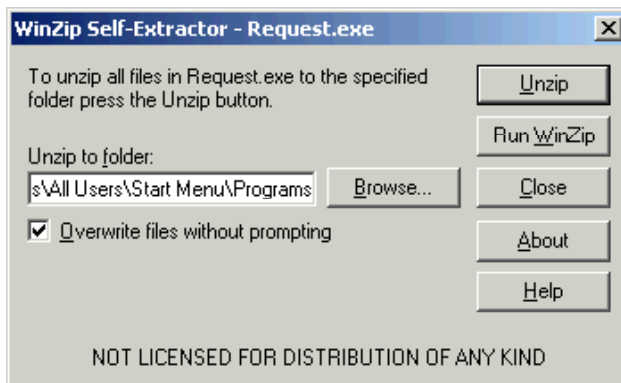 WinZip Self-Extractor - Request.exe
To unzip all files in Request.exe to the specified
folder press the Unzip button.
Unzip
Run WinZip
Unzip to folder:
s\All Users\Start Menu\Programs
Browse...
Close
Overwrite files without prompting
About
Help
NOT LICENSED FOR DISTRIBUTION OF ANY KIND